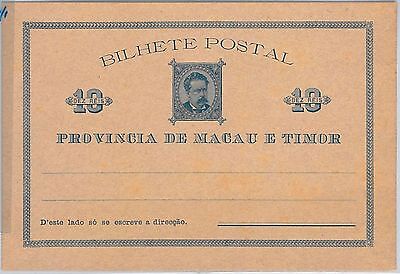 BILHETE POSTAL
10 10
DEZ REIS DEZ REIS
PROVINCIA DE MACAU E TIMOR
D'este lado só se escreve a direcção.